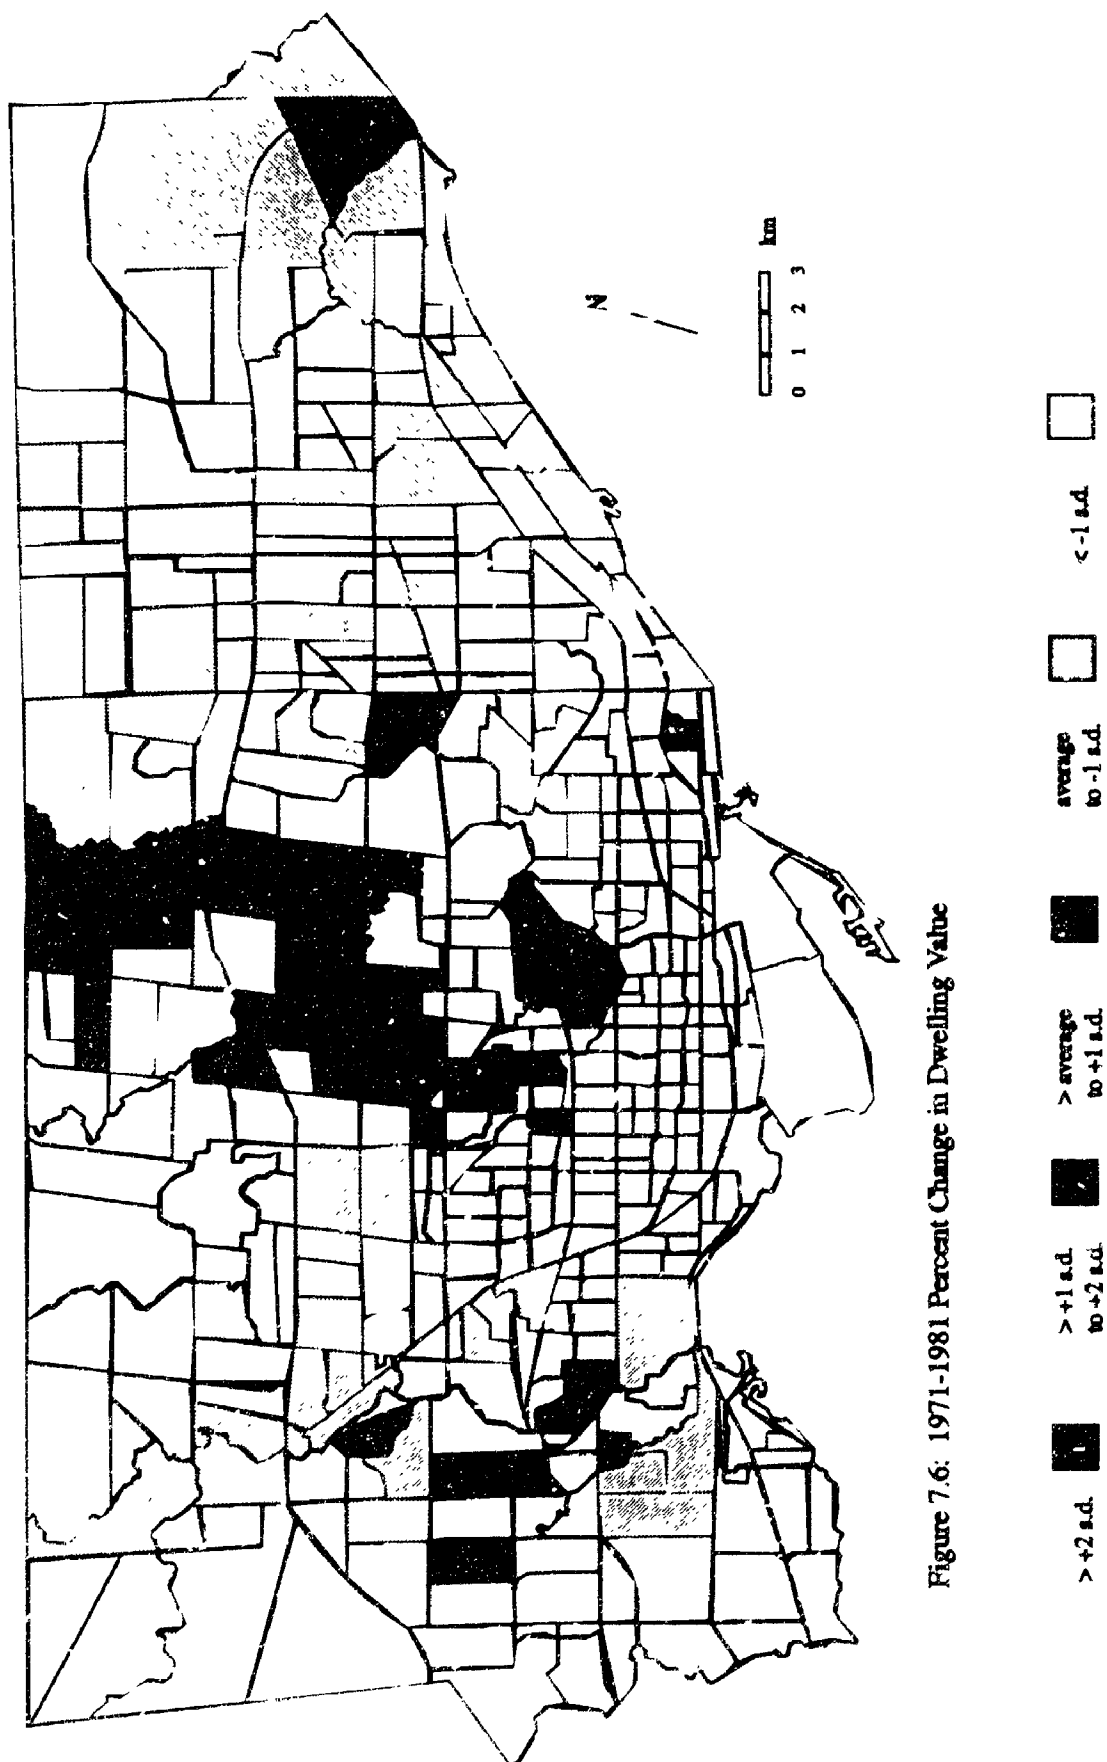 N
km
0 1 2 3
Figure 7.6: 1971-1981 Percent Change in Dwelling Value
> +2 s.d.
> +1 s.d.
to +2 s.d.
> average
to +1 s.d.
average
to -1 s.d.
< -1 s.d.